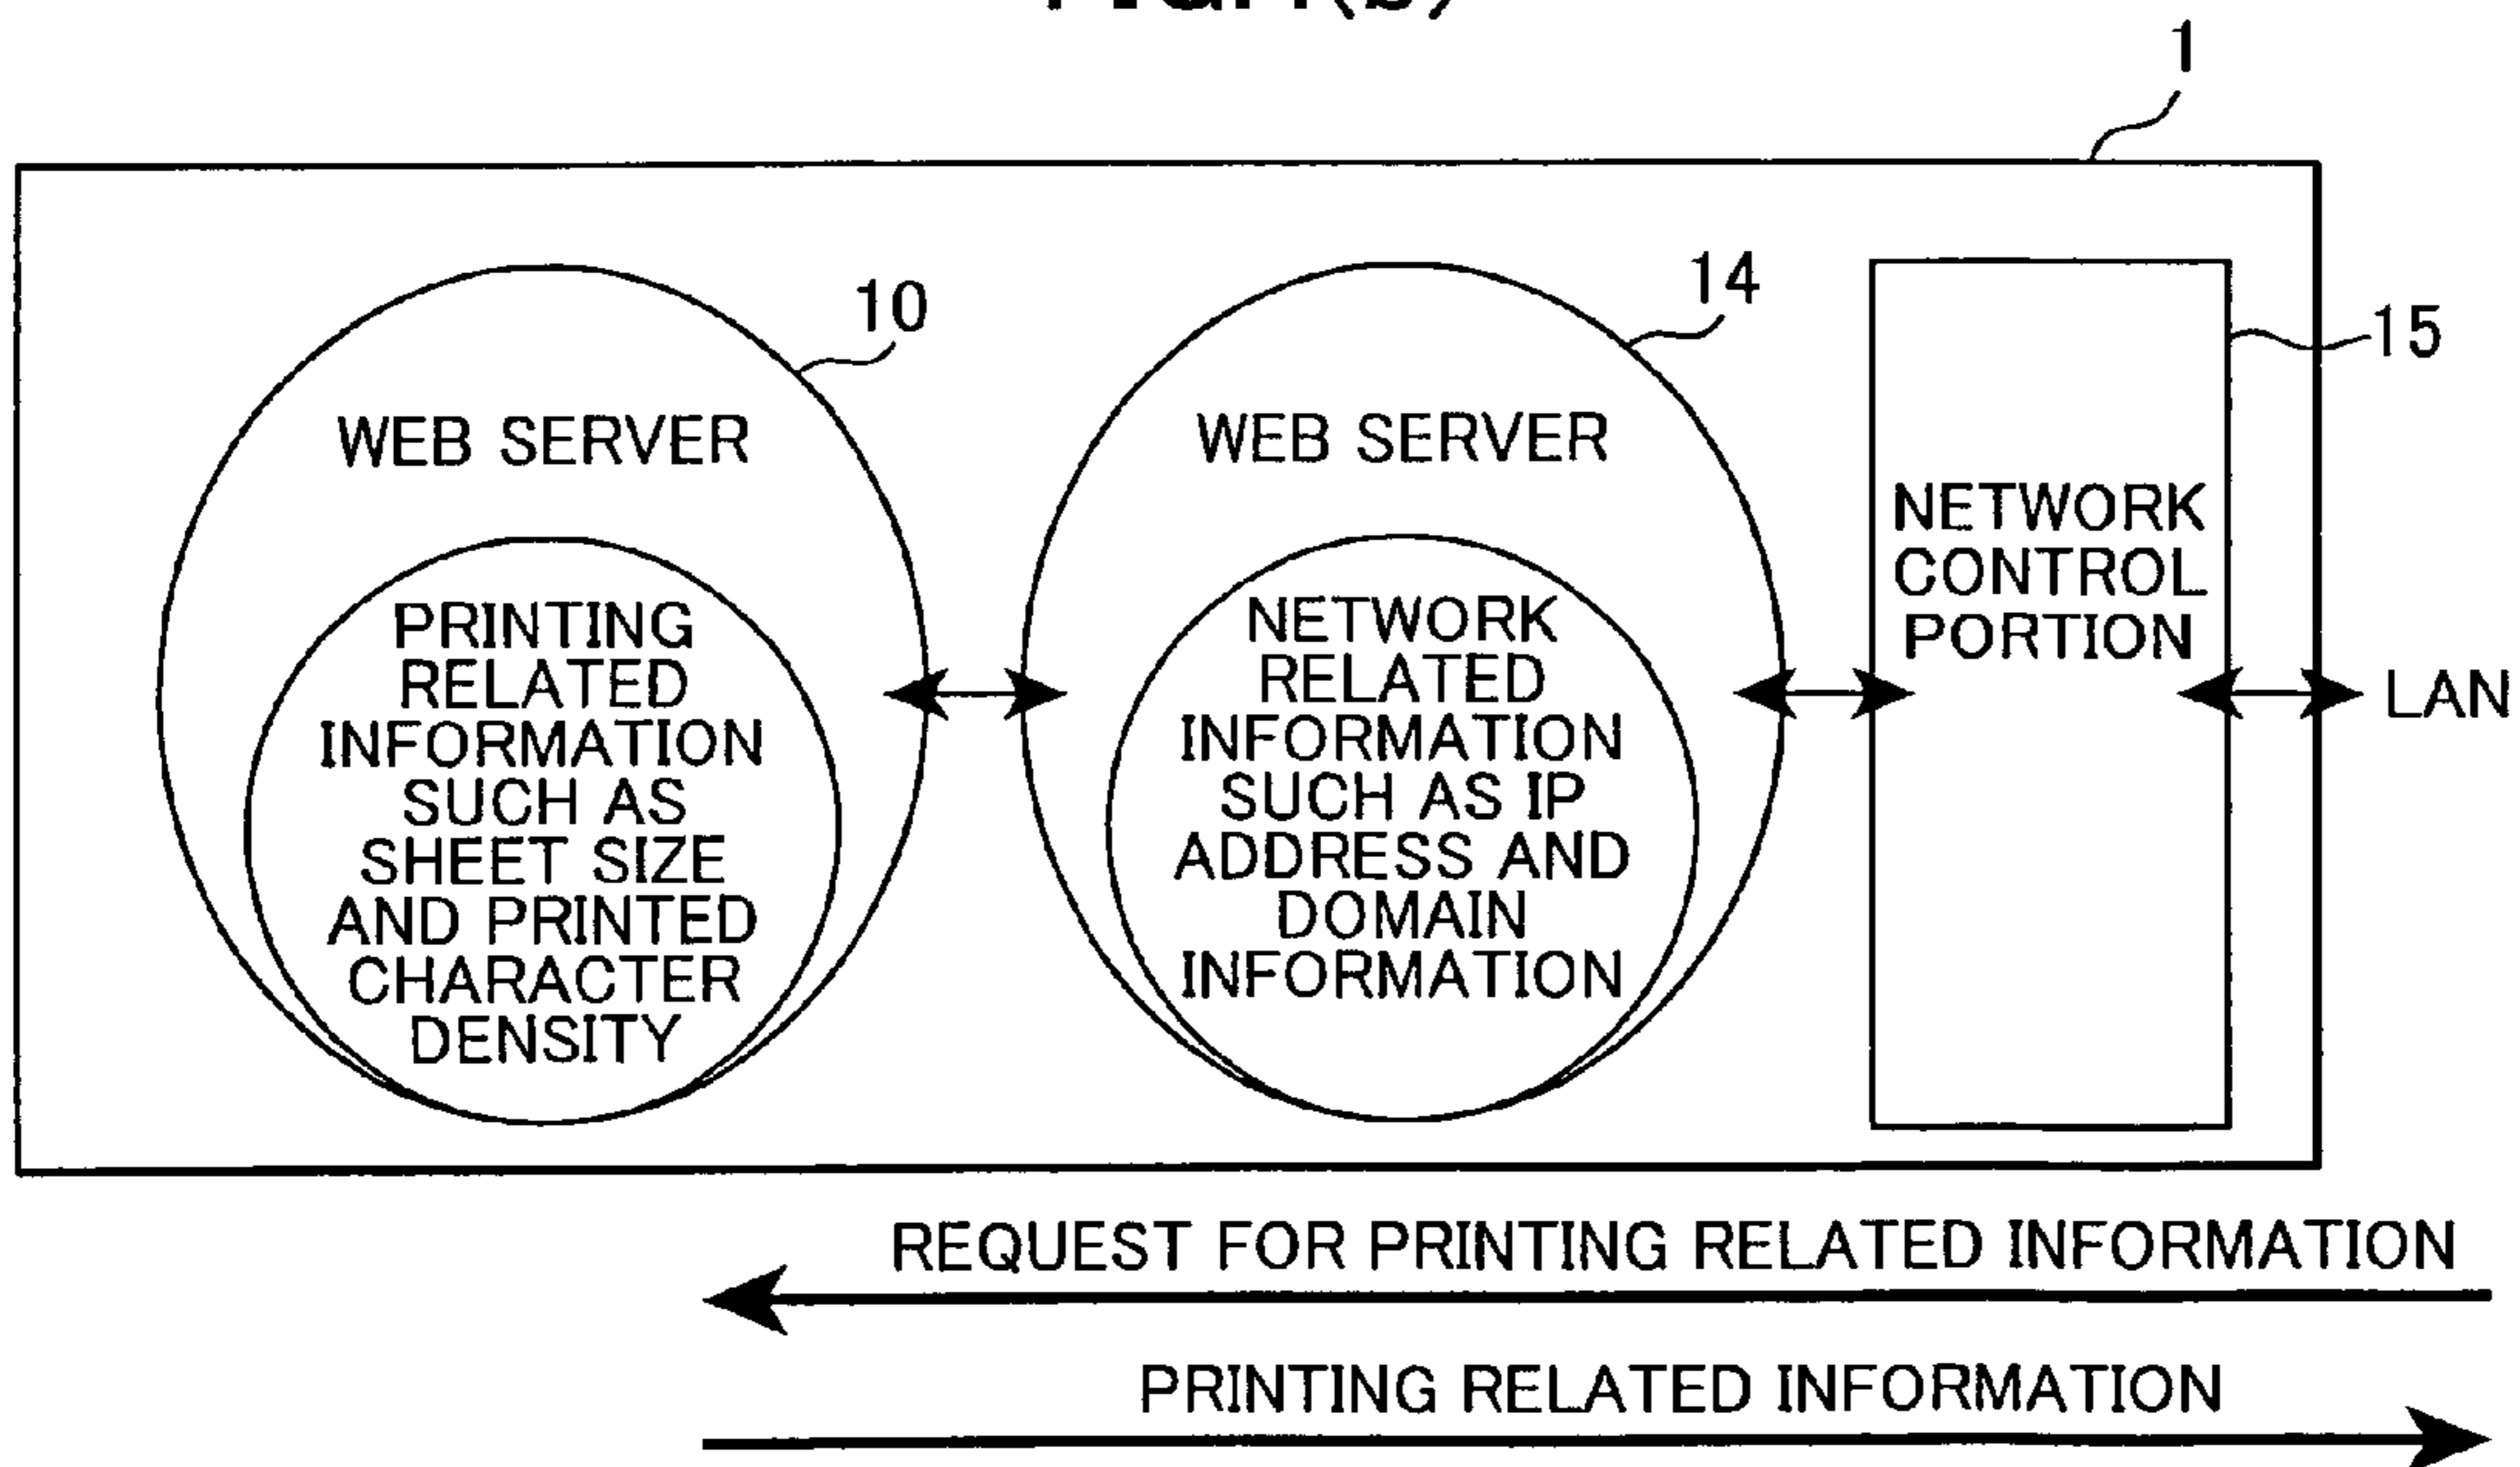 1
10
14
15
WEB SERVER
PRINTING
RELATED
INFORMATION
SUCH AS
SHEET SIZE
AND PRINTED
CHARACTER
DENSITY
WEB SERVER
NETWORK
RELATED
INFORMATION
SUCH AS IP
ADDRESS AND
DOMAIN
INFORMATION
NETWORK
CONTROL
PORTION
LAN
REQUEST FOR PRINTING RELATED INFORMATION
PRINTING RELATED INFORMATION